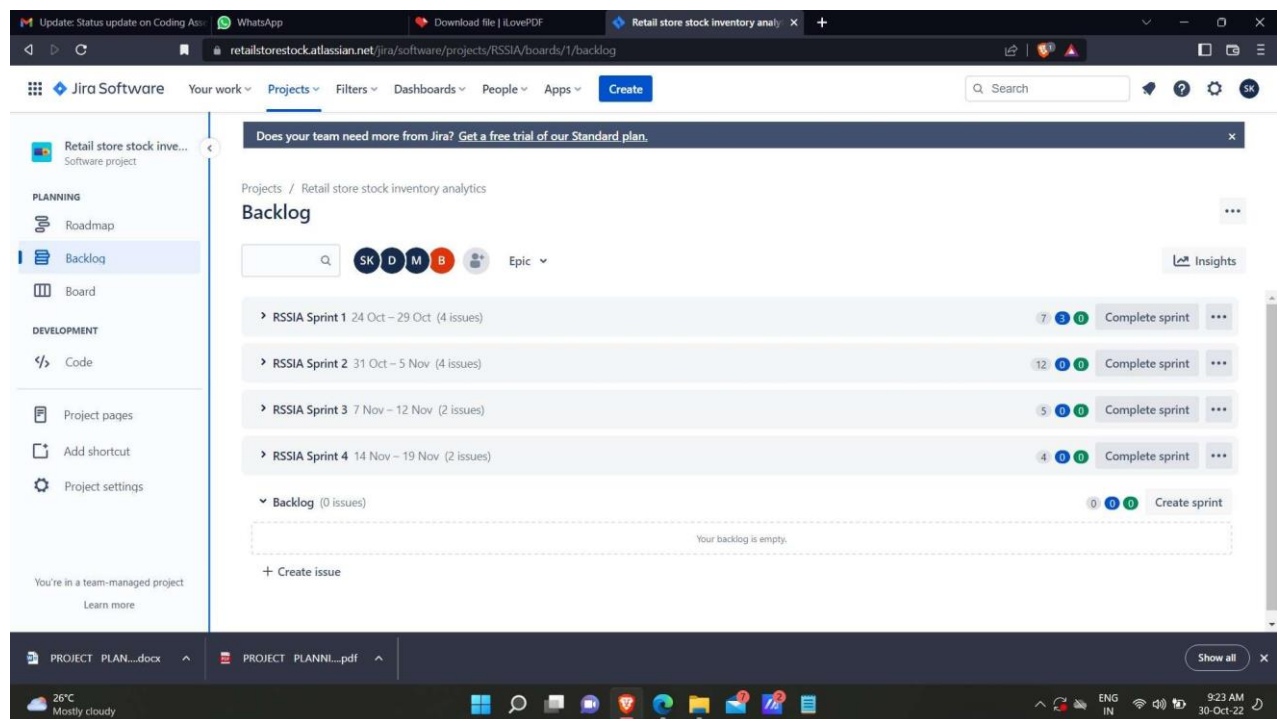 Update: Status update on Coding Ass
WhatsApp
Download file | iLovePDF
Retail store stock inventory analy
retailstorestock.atlassian.net/jira/software/projects/RSSIA/boards/1/backlog
Jira Software Your work Projects Filters Dashboards People Apps Create Search SK
Retail store stock inve...
Software project
PLANNING
Roadmap
Backlog
Board
DEVELOPMENT
Code
Project pages
Add shortcut
Project settings
You're in a team-managed project
Learn more
Does your team need more from Jira? Get a free trial of our Standard plan.
Projects / Retail store stock inventory analytics
Backlog
SK D M B Epic Insights
RSSIA Sprint 1 24 Oct – 29 Oct (4 issues) 7 3 0 Complete sprint
RSSIA Sprint 2 31 Oct – 5 Nov (4 issues) 12 0 0 Complete sprint
RSSIA Sprint 3 7 Nov – 12 Nov (2 issues) 5 0 0 Complete sprint
RSSIA Sprint 4 14 Nov – 19 Nov (2 issues) 4 0 0 Complete sprint
Backlog (0 issues) 0 0 0 Create sprint
Your backlog is empty.
+ Create issue
PROJECT PLAN....docx PROJECT PLANNI....pdf Show all
26°C
Mostly cloudy
ENG
IN
9:23 AM
30-Oct-22